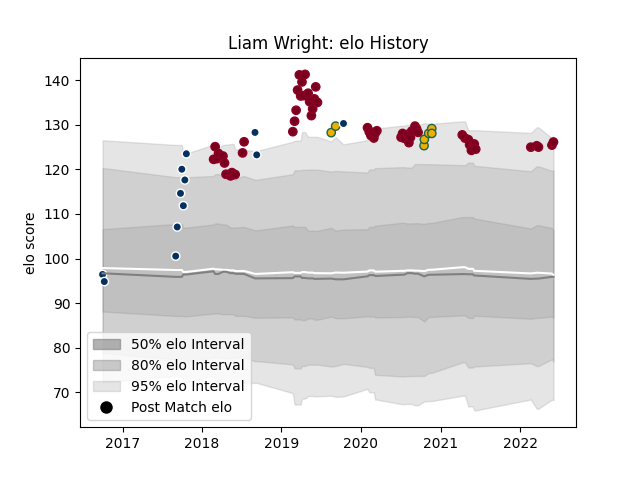 Liam Wright: elo History
elo score
140
130
120
110
100
90
80
70
50% elo Interval
80% elo Interval
95% elo Interval
Post Match elo
2017 2018 2019 2020 2021 2022